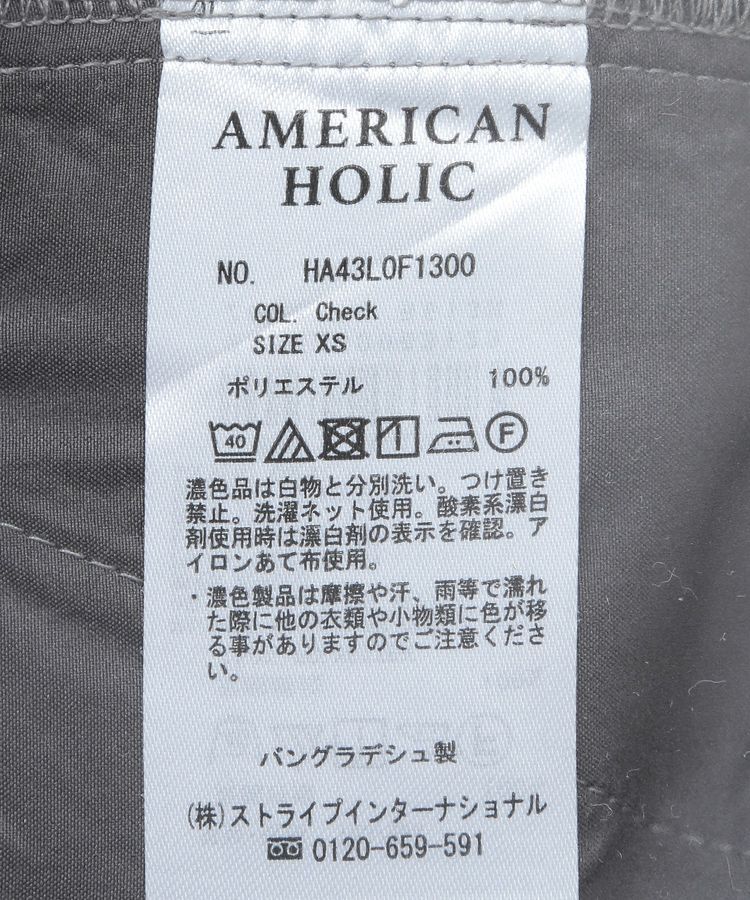 AMERICAN
HOLIC
NO. HA43L0F1300
COL. Check
SIZE XS
ポリエステル 100%
40 F
濃色品は白物と分別洗い。つけ置き
禁止。洗濯ネット使用。酸素系漂白
剤使用時は漂白剤の表示を確認。ア
イロンあて布使用。
・濃色製品は摩擦や汗、雨等で濡れ
た際に他の衣類や小物類に色が移
る事がありますのでご注意くださ
い。
バングラデシュ製
(株)ストライプインターナショナル
0120-659-591